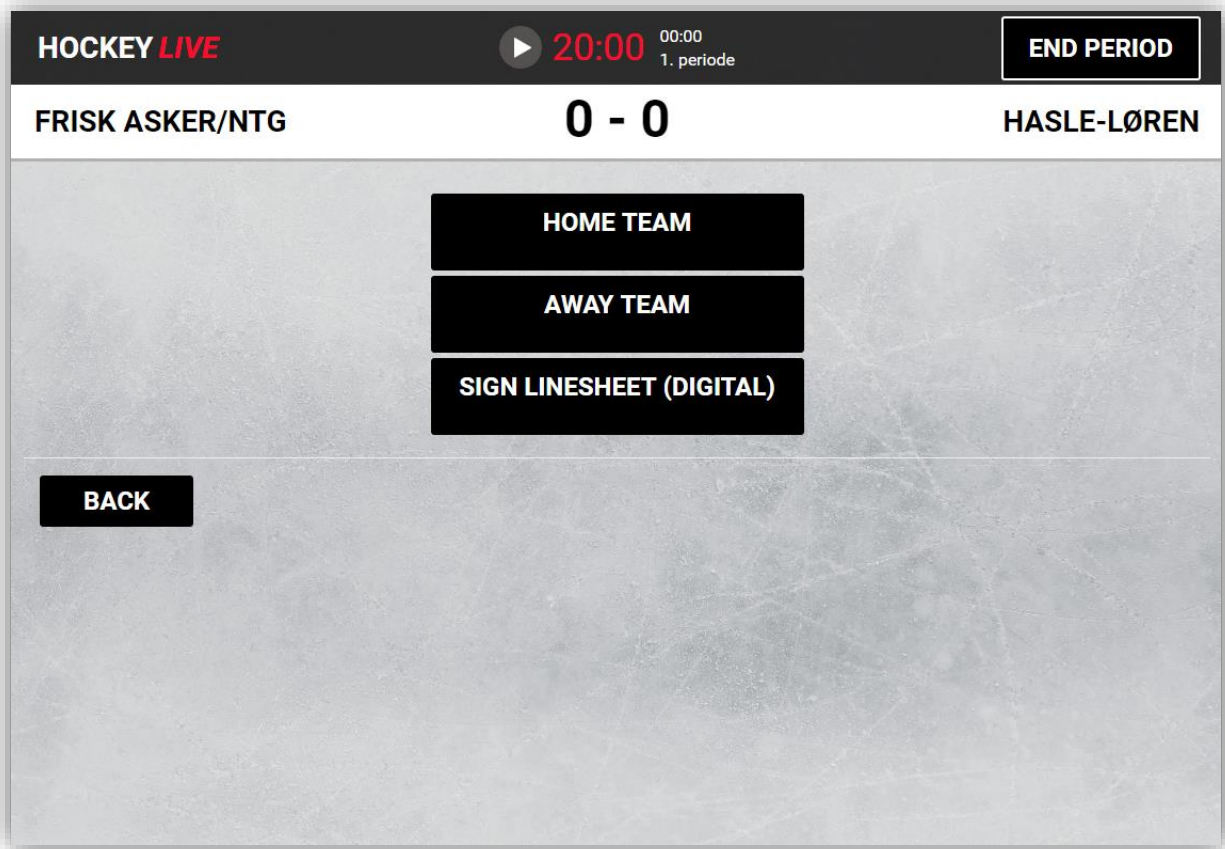 HOCKEY LIVE
20:00
00:00
1. periode
END PERIOD
FRISK ASKER/NTG
0 - 0
HASLE-LØREN
HOME TEAM
AWAY TEAM
SIGN LINESHEET (DIGITAL)
BACK